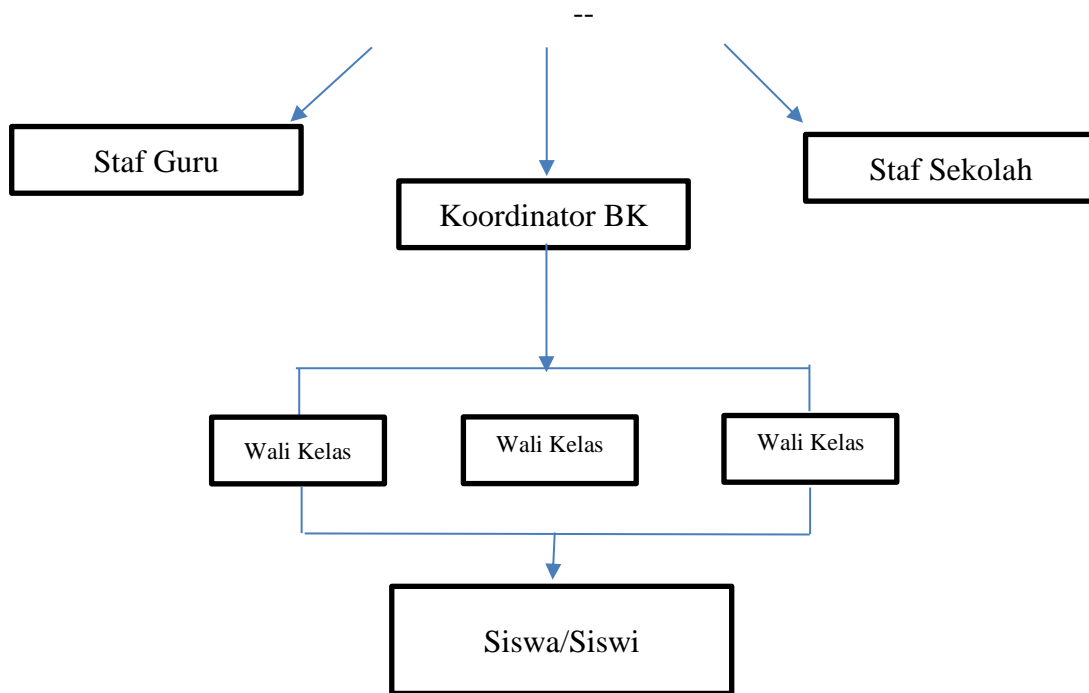 --
Staf Guru
Staf Sekolah
Koordinator BK
Wali Kelas
Wali Kelas
Wali Kelas
Siswa/Siswi